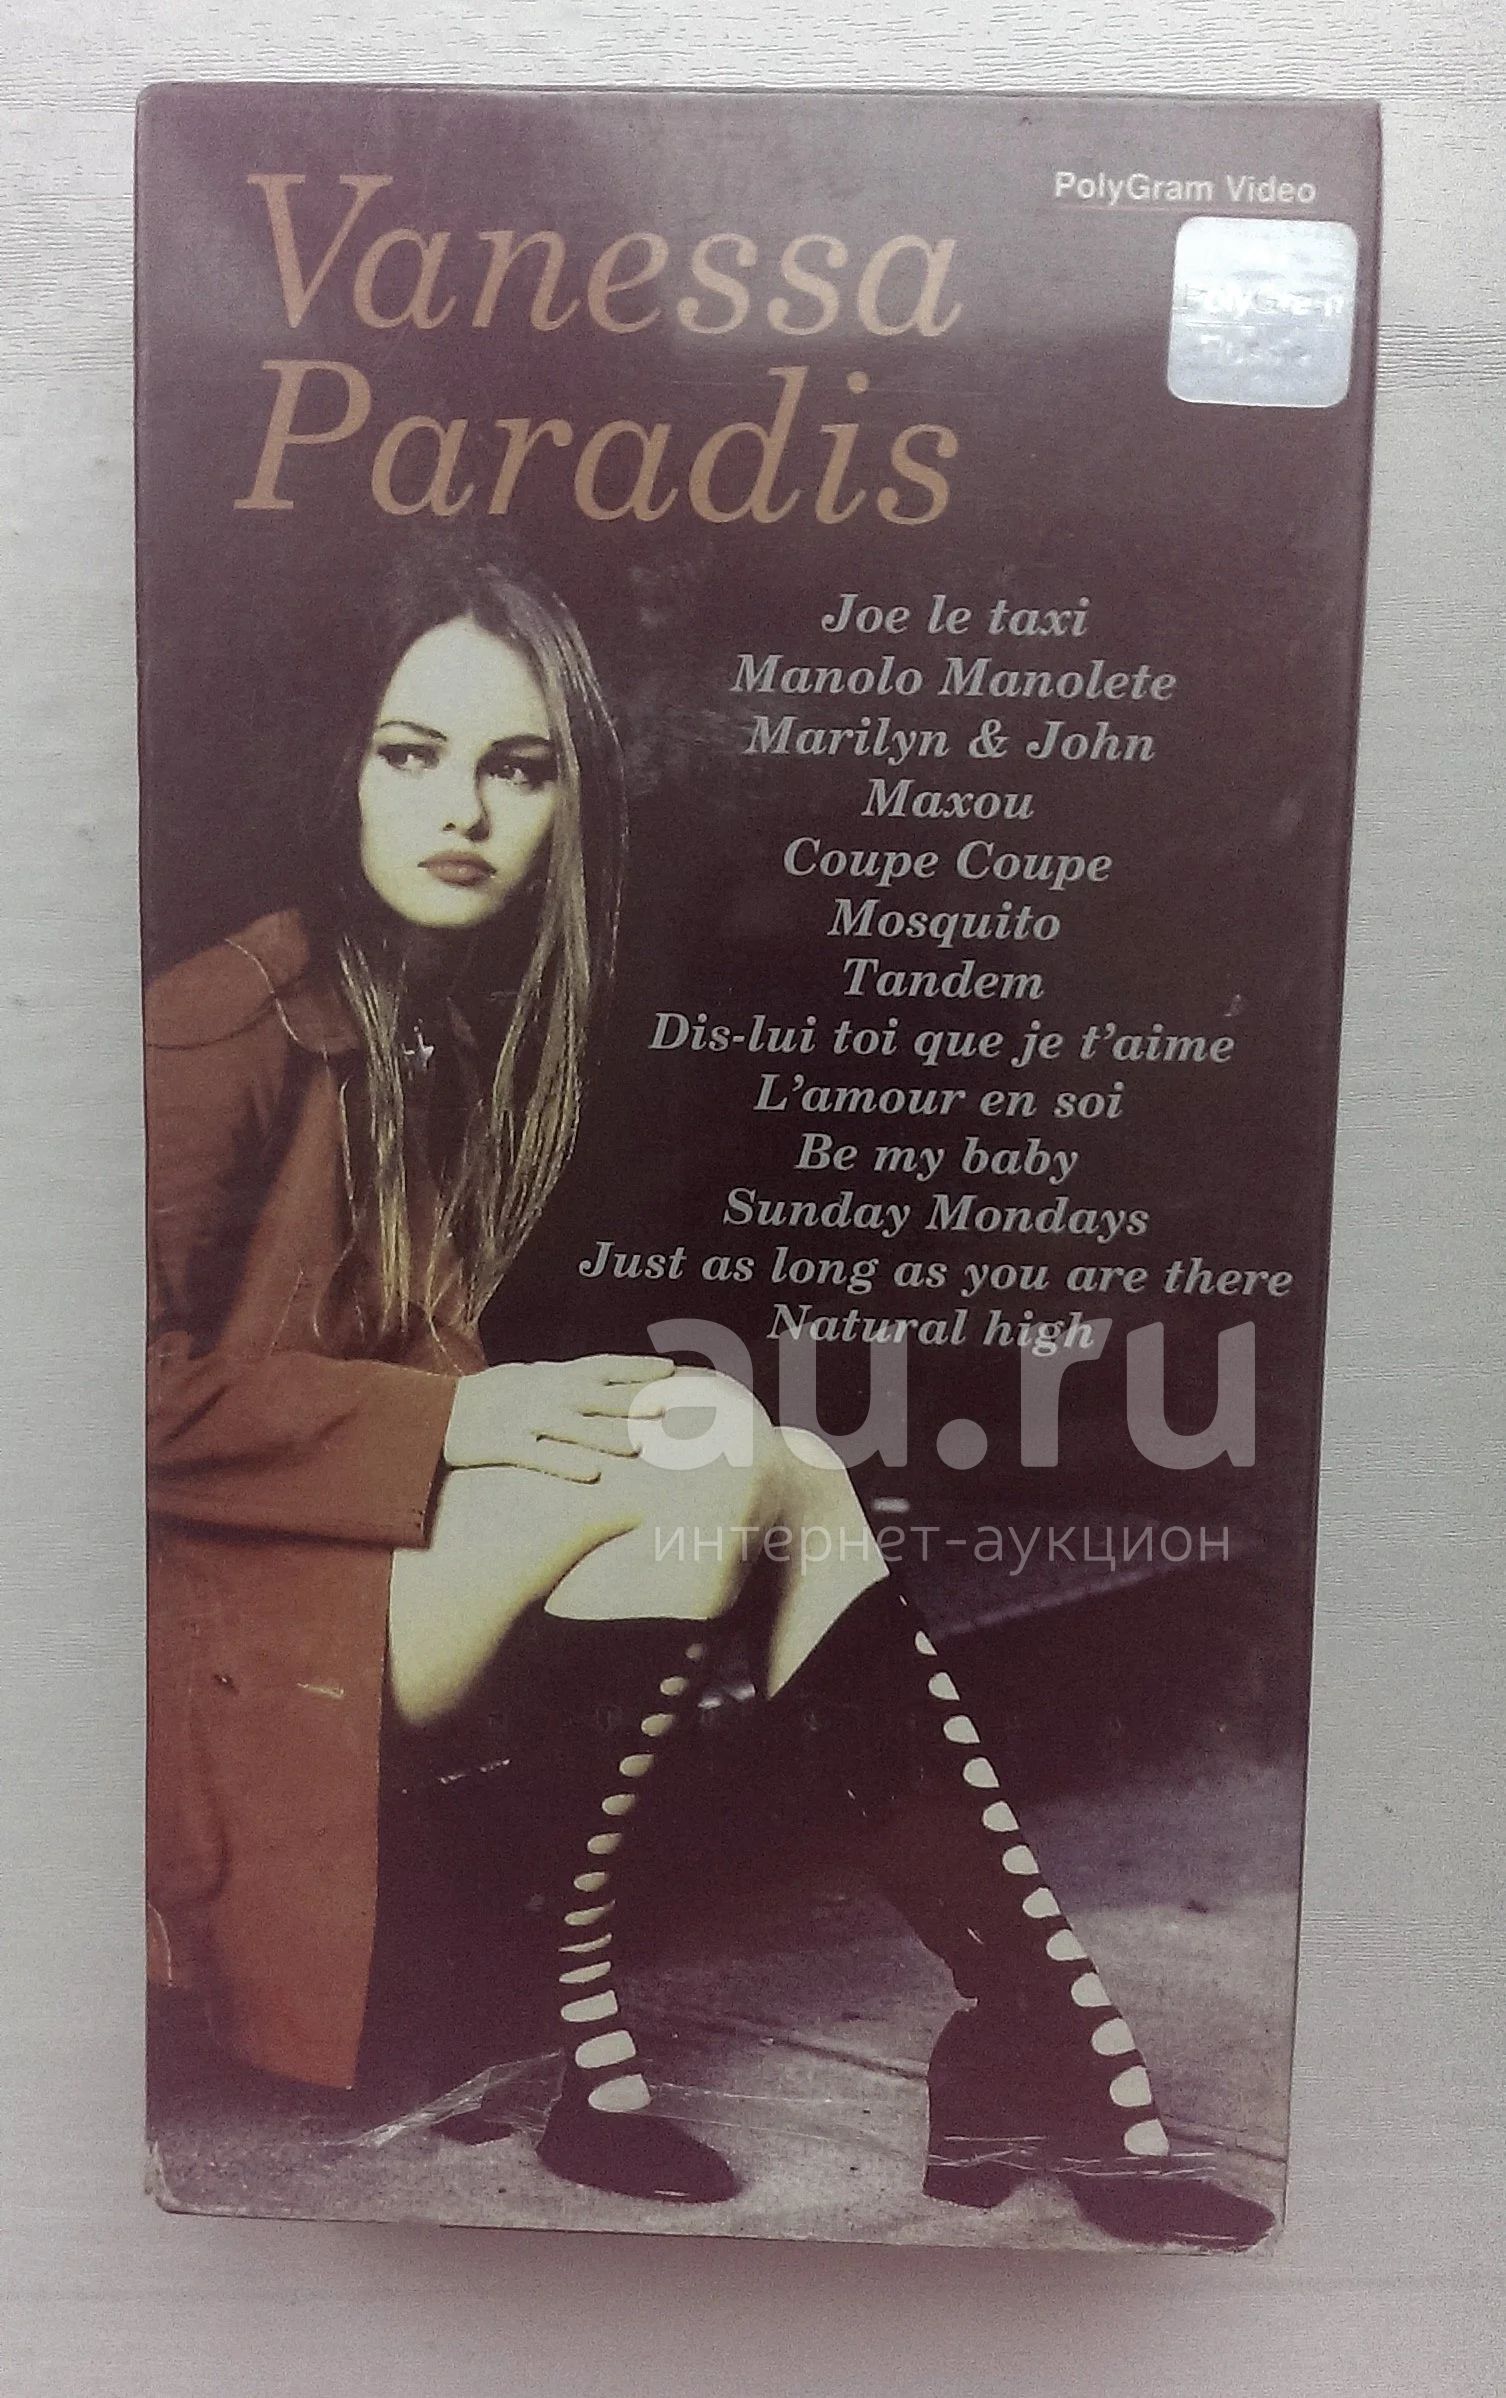 Vanessa
Paradis
PolyGram Video
PolyGram
Russia
Joe le taxi
Manolo Manolete
Marilyn & John
Maxou
Coupe Coupe
Mosquito
Tandem
Dis-lui toi que je t'aime
L'amour en soi
Be my baby
Sunday Mondays
Just as long as you are there
Natural high
au.ru
интернет-аукцион